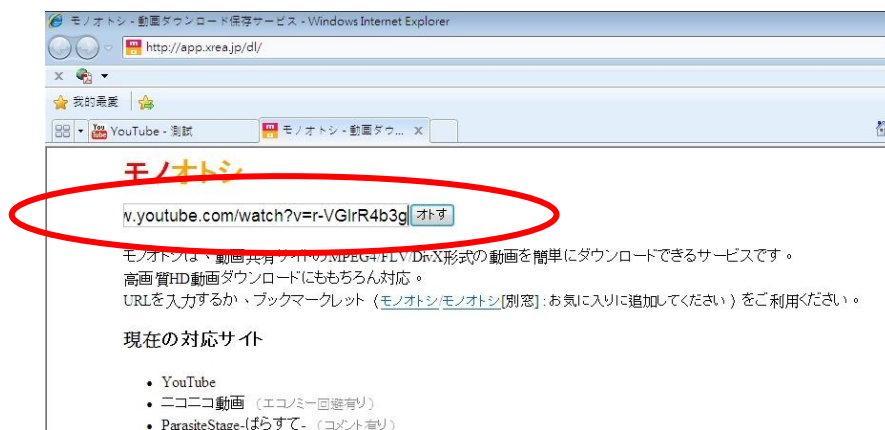 モノオトシ - 動画ダウンロード保存サービス - Windows Internet Explorer
http://app.xrea.jp/dl/
x
我的最愛
YouTube - 測試 モノオトシ - 動画ダウ... X
モノオトシ
v.youtube.com/watch?v=r-VGIrR4b3g オトす
モノオトシは、動画共有サイトのMPEG4/FLV/DivX形式の動画を簡単にダウンロードできるサービスです。
高画質HD動画ダウンロードにももちろん対応。
URLを入力するか、ブックマークレット（モノオトシ/モノオトシ[別窓] : お気に入りに追加してください）をご利用ください。
現在の対応サイト
• YouTube
• ニコニコ動画 （エコノミー回避有り）
• ParasiteStage-ぱらすて- （コメント有り）